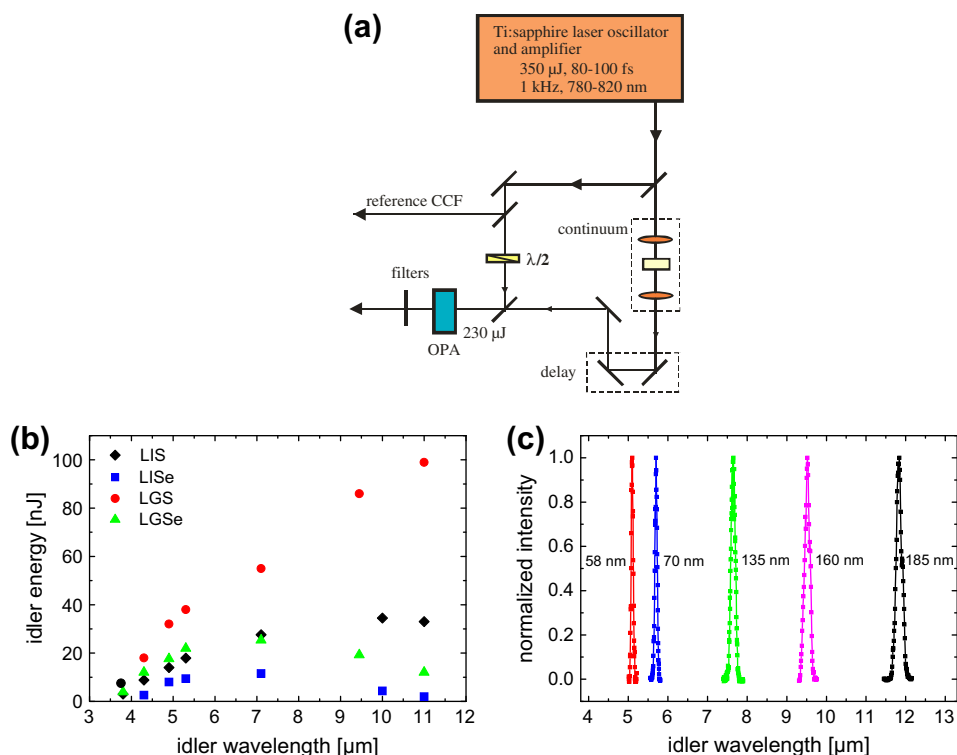 (a)
Ti:sapphire laser oscillator
and amplifier
350 µJ, 80-100 fs
1 kHz, 780-820 nm
reference CCF
continuum
λ/2
filters
230 µJ
OPA
delay
(b)
LIS
LISe
LGS
LGSe
idler energy [nJ]
100
80
60
40
20
0
3 4 5 6 7 8 9 10 11 12
idler wavelength [µm]
(c)
normalized intensity
1.0
0.8
0.6
0.4
0.2
0.0
58 nm 70 nm 135 nm 160 nm 185 nm
4 5 6 7 8 9 10 11 12 13
idler wavelength [µm]